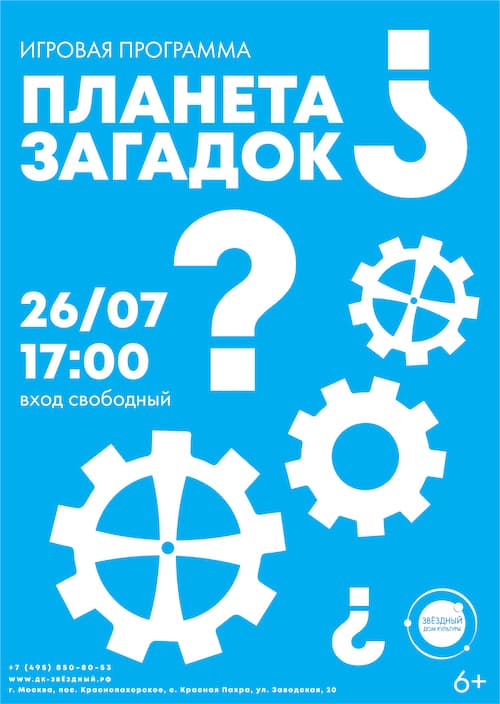 ИГРОВАЯ ПРОГРАММА
ПЛАНЕТА
ЗАГАДОК
26/07
17:00
вход свободный
ЗВЁЗДНЫЙ
ДОМ КУЛЬТУРЫ
+7 (495) 850-80-53
WWW.ДК-ЗВЁЗДНЫЙ.РФ
г. Москва, пос. Краснопахорское, с. Красная Пахра, ул. Заводская, 20
6+